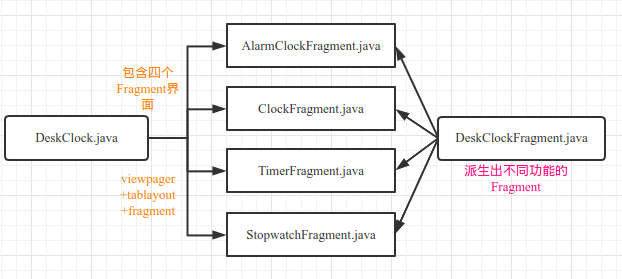 AlarmClockFragment.java
包含四个
Fragment界
面
ClockFragment.java
DeskClock.java
DeskClockFragment.java
TimerFragment.java
派生出不同功能的
Fragment
viewpager
+tablayout
+fragment
StopwatchFragment.java